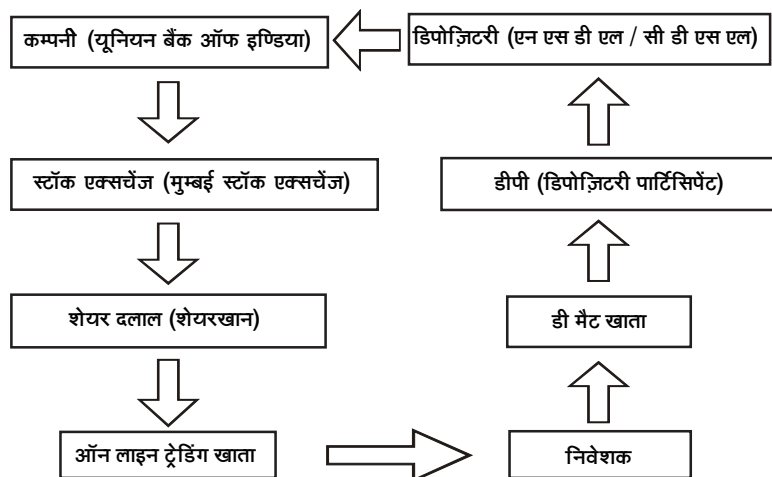 कम्पनी (यूनियन बैंक ऑफ इण्डिया)
डिपोज़िटरी (एन एस डी एल / सी डी एस एल)
स्टॉक एक्सचेंज (मुम्बई स्टॉक एक्सचेंज)
डीपी (डिपोज़िटरी पार्टिसिपेंट)
शेयर दलाल (शेयरखान)
डी मैट खाता
ऑन लाइन ट्रेडिंग खाता
निवेशक